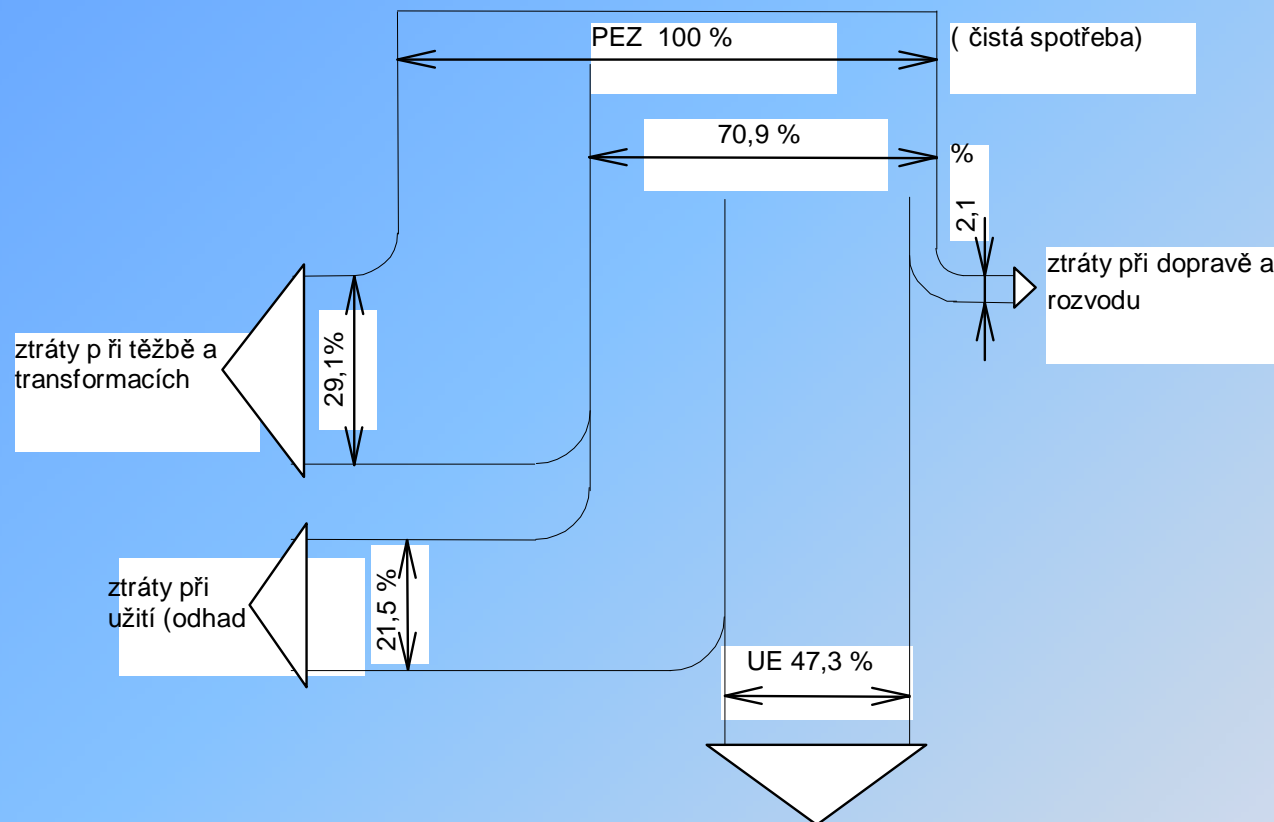 PEZ 100 %
( čistá spotřeba)
70,9 %
2,1 %
ztráty při dopravě a
rozvodu
ztráty p ři těžbě a
transformacích
29,1%
ztráty při
užití (odhad
21,5 %
UE 47,3 %